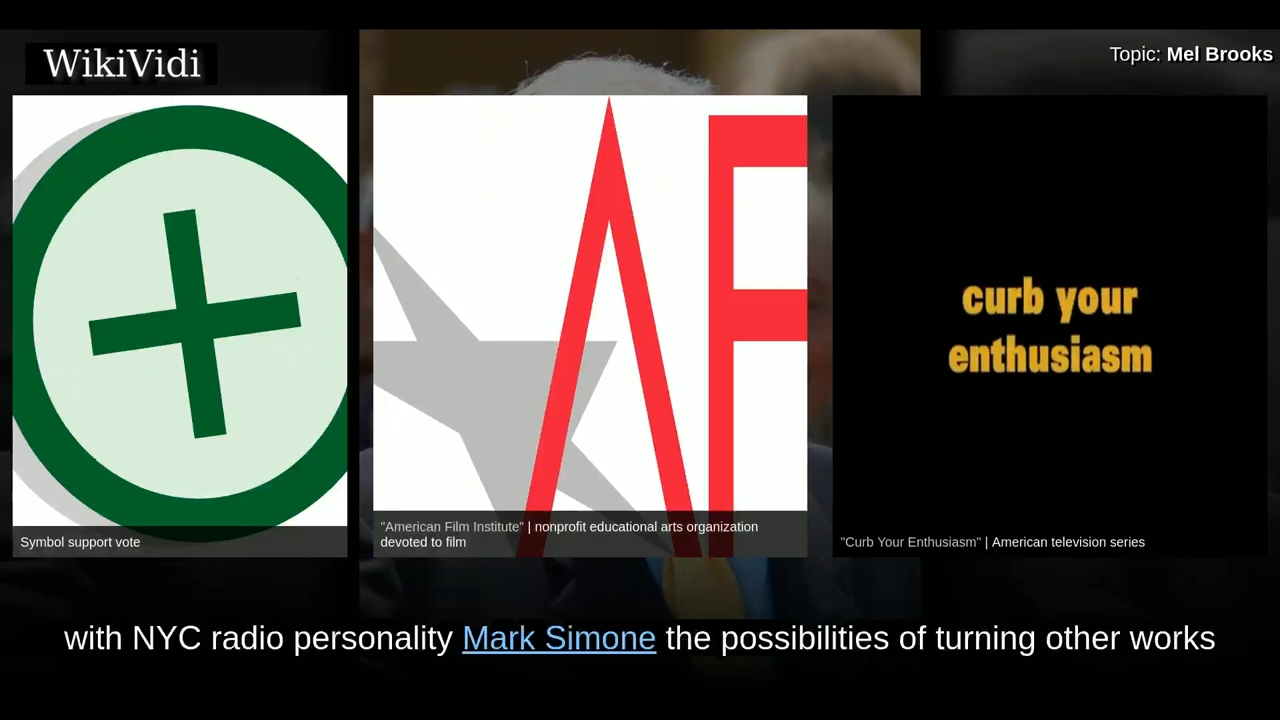 WikiVidi
Topic: Mel Brooks
AF
curb your
enthusiasm
Symbol support vote
"American Film Institute" | nonprofit educational arts organization
devoted to film
"Curb Your Enthusiasm" | American television series
with NYC radio personality Mark Simone the possibilities of turning other works